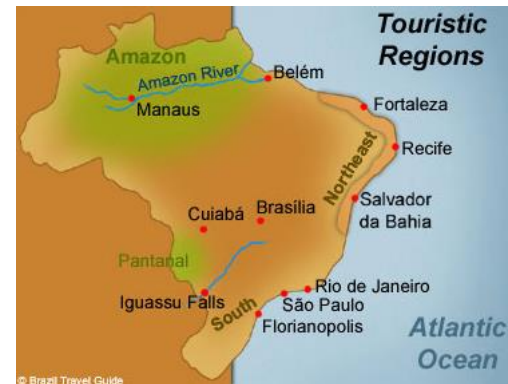 Touristic
Regions
Amazon
Amazon River
Belém
Manaus
Fortaleza
Recife
Northeast
Salvador
da Bahia
Cuiabá
Brasília
Pantanal
Iguassu Falls
Rio de Janeiro
São Paulo
South
Florianopolis
Atlantic
Ocean
© Brazil Travel Guide